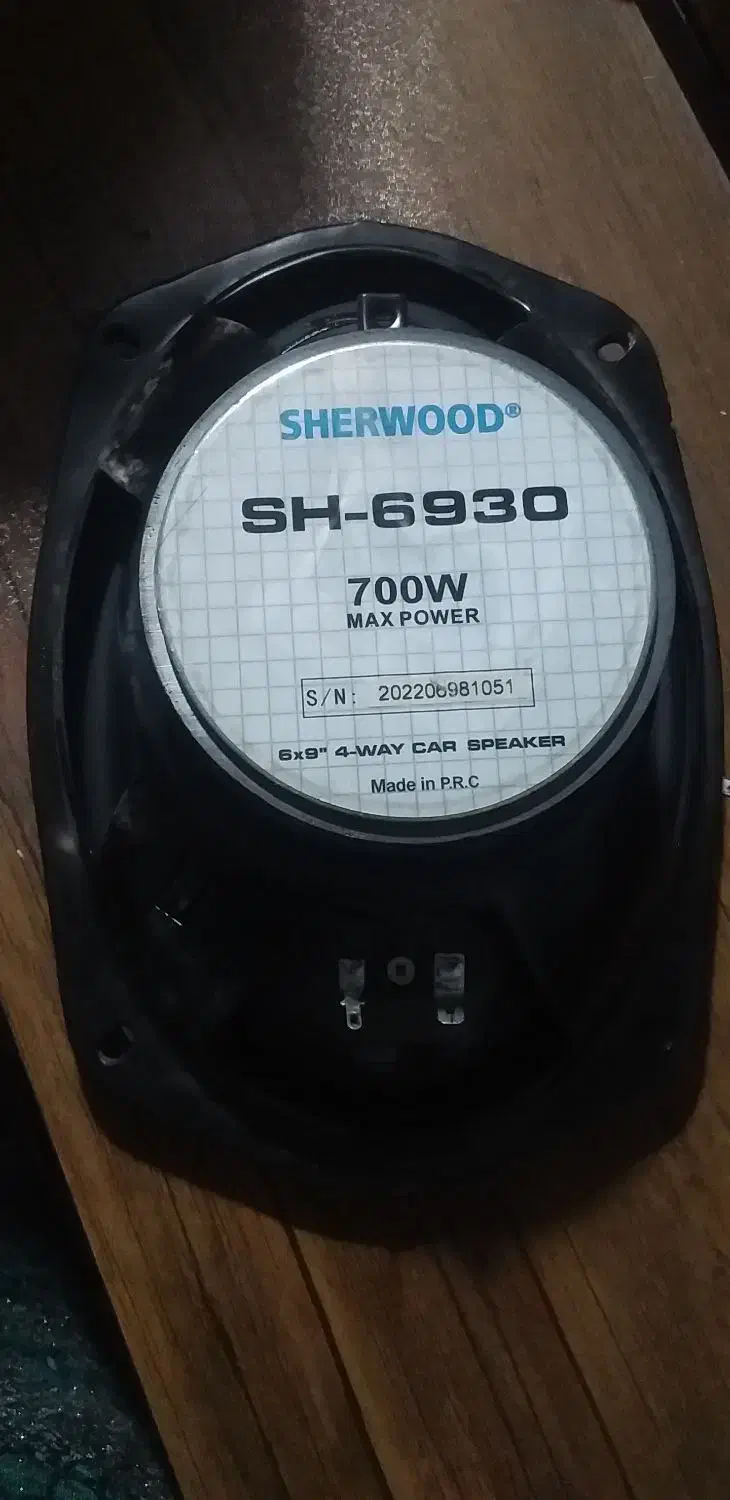 SHERWOOD®
SH-6930
700W
MAX POWER
S/N: 202206981051
6x9" 4-WAY CAR SPEAKER
Made in P.R.C